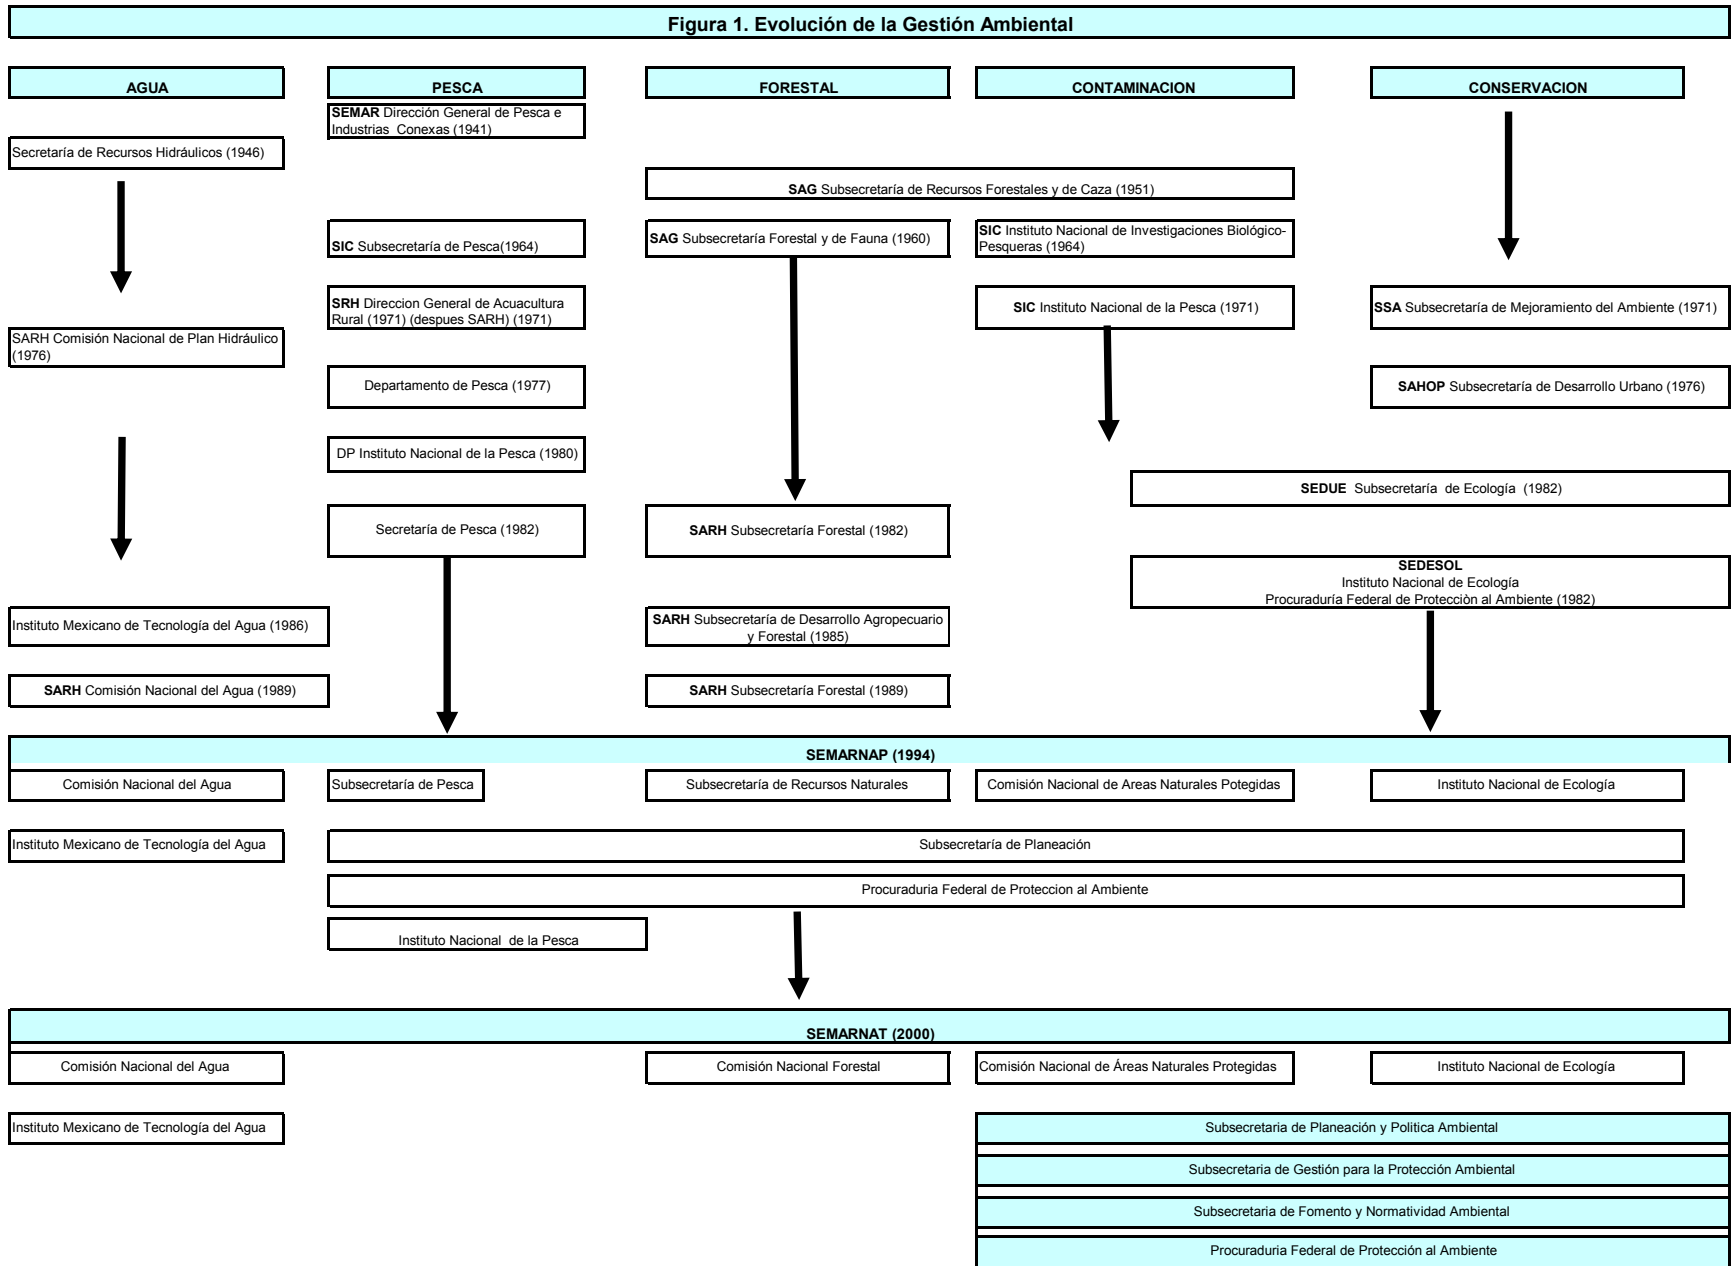 Figura 1. Evolución de la Gestión Ambiental
AGUA
PESCA
FORESTAL
CONTAMINACION
CONSERVACION
SEMAR Dirección General de Pesca e
Industrias Conexas (1941)
Secretaría de Recursos Hidráulicos (1946)
SAG Subsecretaría de Recursos Forestales y de Caza (1951)
SIC Subsecretaría de Pesca(1964)
SAG Subsecretaría Forestal y de Fauna (1960)
SIC Instituto Nacional de Investigaciones Biológico-
Pesqueras (1964)
SRH Direccion General de Acuacultura
Rural (1971) (despues SARH) (1971)
SIC Instituto Nacional de la Pesca (1971)
SSA Subsecretaría de Mejoramiento del Ambiente (1971)
SARH Comisión Nacional de Plan Hidráulico
(1976)
Departamento de Pesca (1977)
SAHOP Subsecretaría de Desarrollo Urbano (1976)
DP Instituto Nacional de la Pesca (1980)
SEDUE Subsecretaría de Ecología (1982)
Secretaría de Pesca (1982)
SARH Subsecretaría Forestal (1982)
SEDESOL
Instituto Nacional de Ecología
Procuraduría Federal de Protecciòn al Ambiente (1982)
Instituto Mexicano de Tecnología del Agua (1986)
SARH Subsecretaría de Desarrollo Agropecuario
y Forestal (1985)
SARH Comisión Nacional del Agua (1989)
SARH Subsecretaría Forestal (1989)
SEMARNAP (1994)
Comisión Nacional del Agua
Subsecretaría de Pesca
Subsecretaría de Recursos Naturales
Comisión Nacional de Areas Naturales Potegidas
Instituto Nacional de Ecología
Instituto Mexicano de Tecnología del Agua
Subsecretaría de Planeación
Procuraduria Federal de Proteccion al Ambiente
Instituto Nacional de la Pesca
SEMARNAT (2000)
Comisión Nacional del Agua
Comisión Nacional Forestal
Comisión Nacional de Áreas Naturales Protegidas
Instituto Nacional de Ecología
Instituto Mexicano de Tecnología del Agua
Subsecretaria de Planeación y Politica Ambiental
Subsecretaria de Gestión para la Protección Ambiental
Subsecretaria de Fomento y Normatividad Ambiental
Procuraduria Federal de Protección al Ambiente